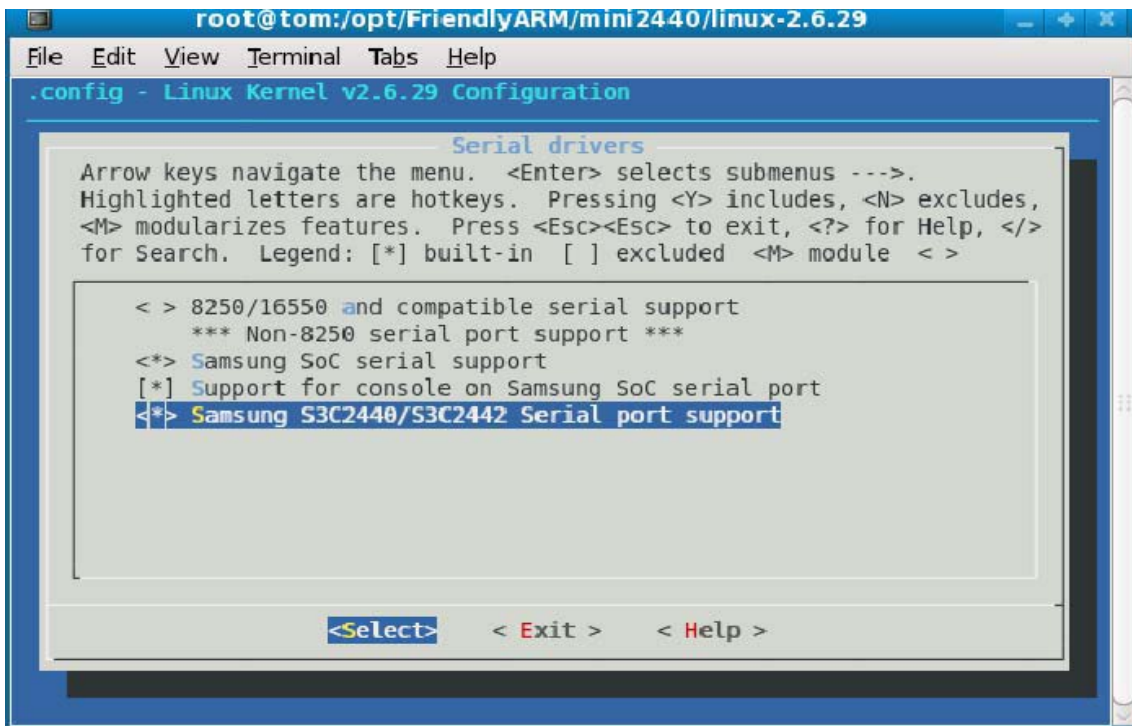 root@tom:/opt/FriendlyARM/mini2440/linux-2.6.29
File Edit View Terminal Tabs Help
.config - Linux Kernel v2.6.29 Configuration
Serial drivers
Arrow keys navigate the menu. <Enter> selects submenus --->.
Highlighted letters are hotkeys. Pressing <Y> includes, <N> excludes,
<M> modularizes features. Press <Esc><Esc> to exit, <?> for Help, </>
for Search. Legend: [*] built-in [ ] excluded <M> module < >
< > 8250/16550 and compatible serial support
*** Non-8250 serial port support ***
<*> Samsung SoC serial support
[*] Support for console on Samsung SoC serial port
<*> Samsung S3C2440/S3C2442 Serial port support
<Select> < Exit > < Help >